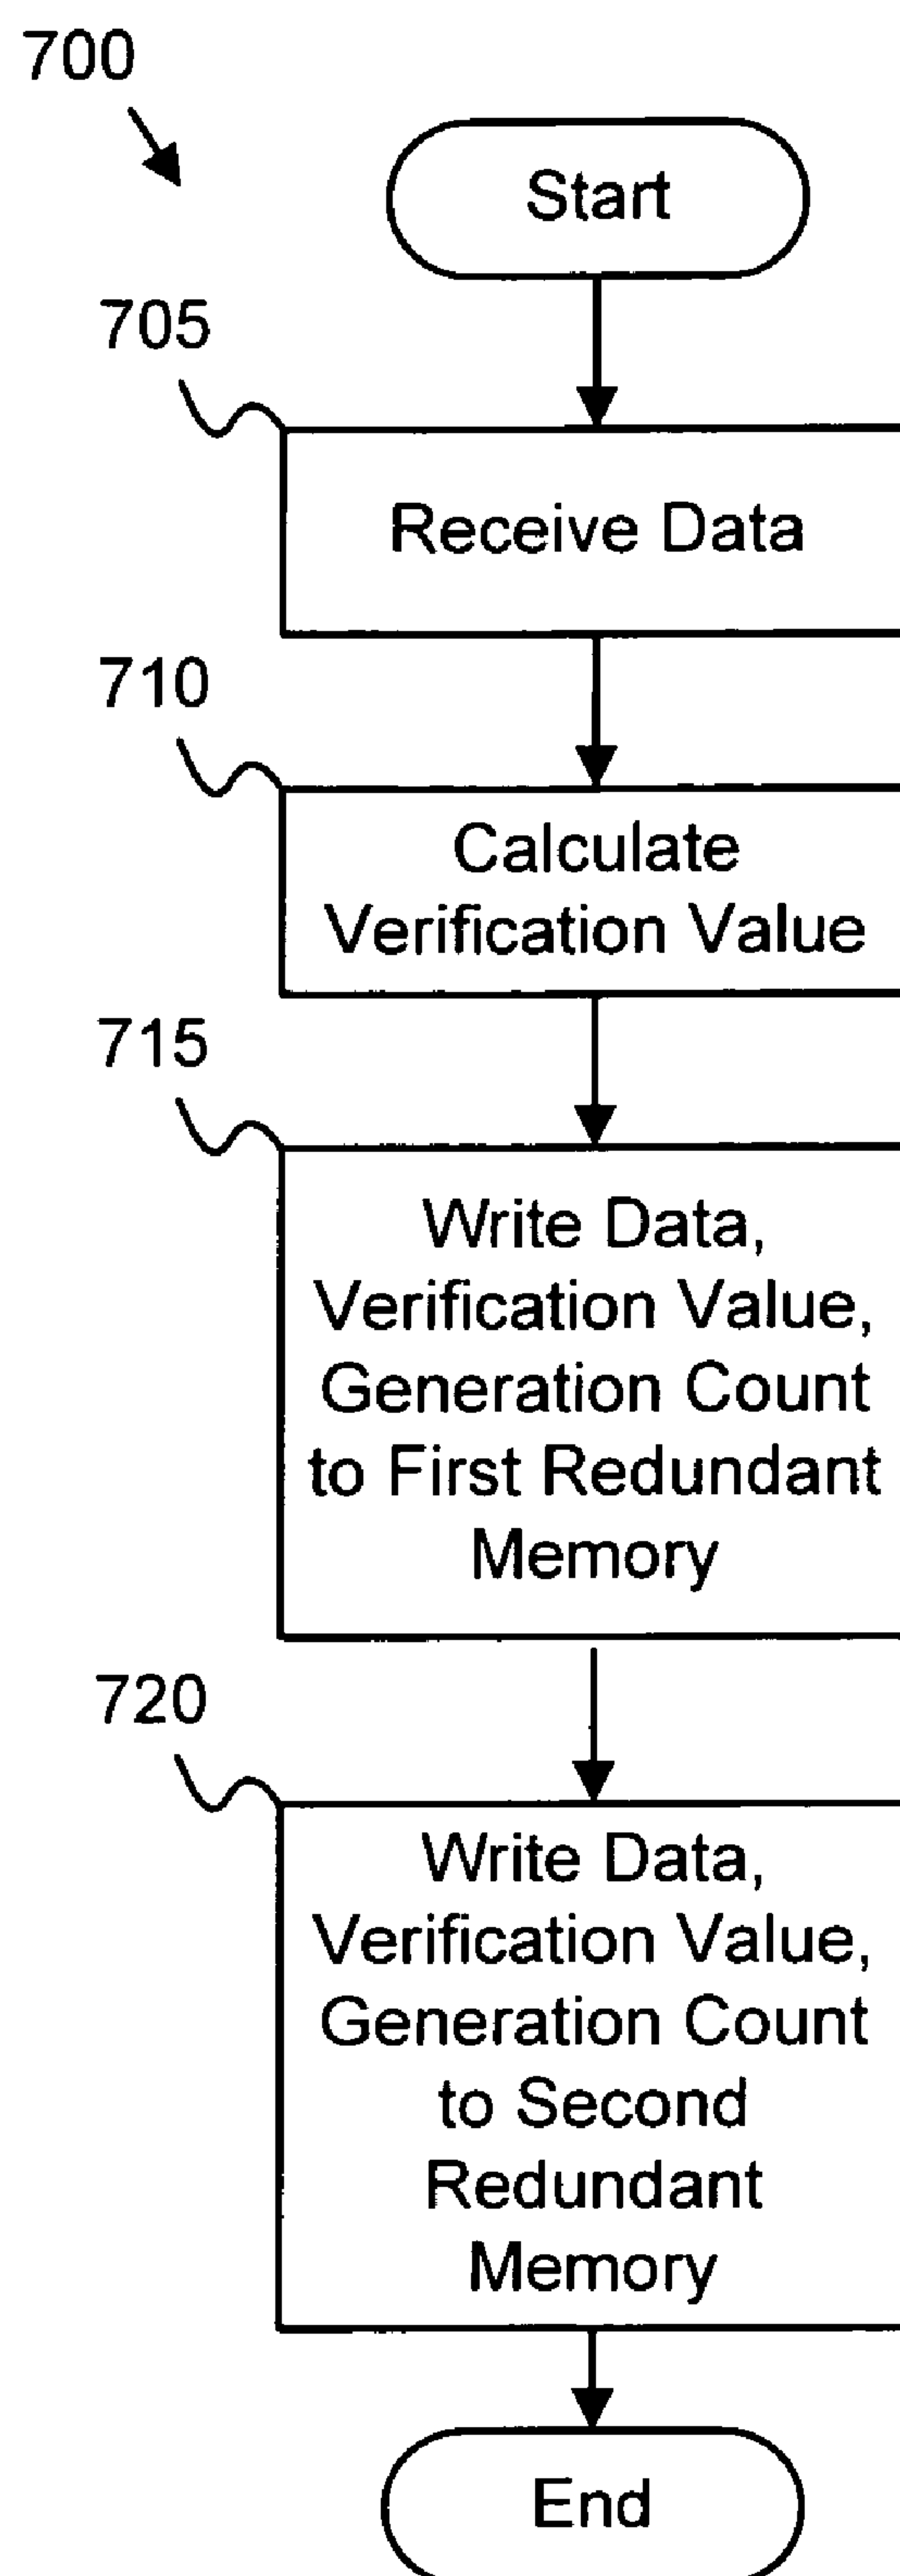 700
Start
705
Receive Data
710
Calculate
Verification Value
715
Write Data,
Verification Value,
Generation Count
to First Redundant
Memory
720
Write Data,
Verification Value,
Generation Count
to Second
Redundant
Memory
End